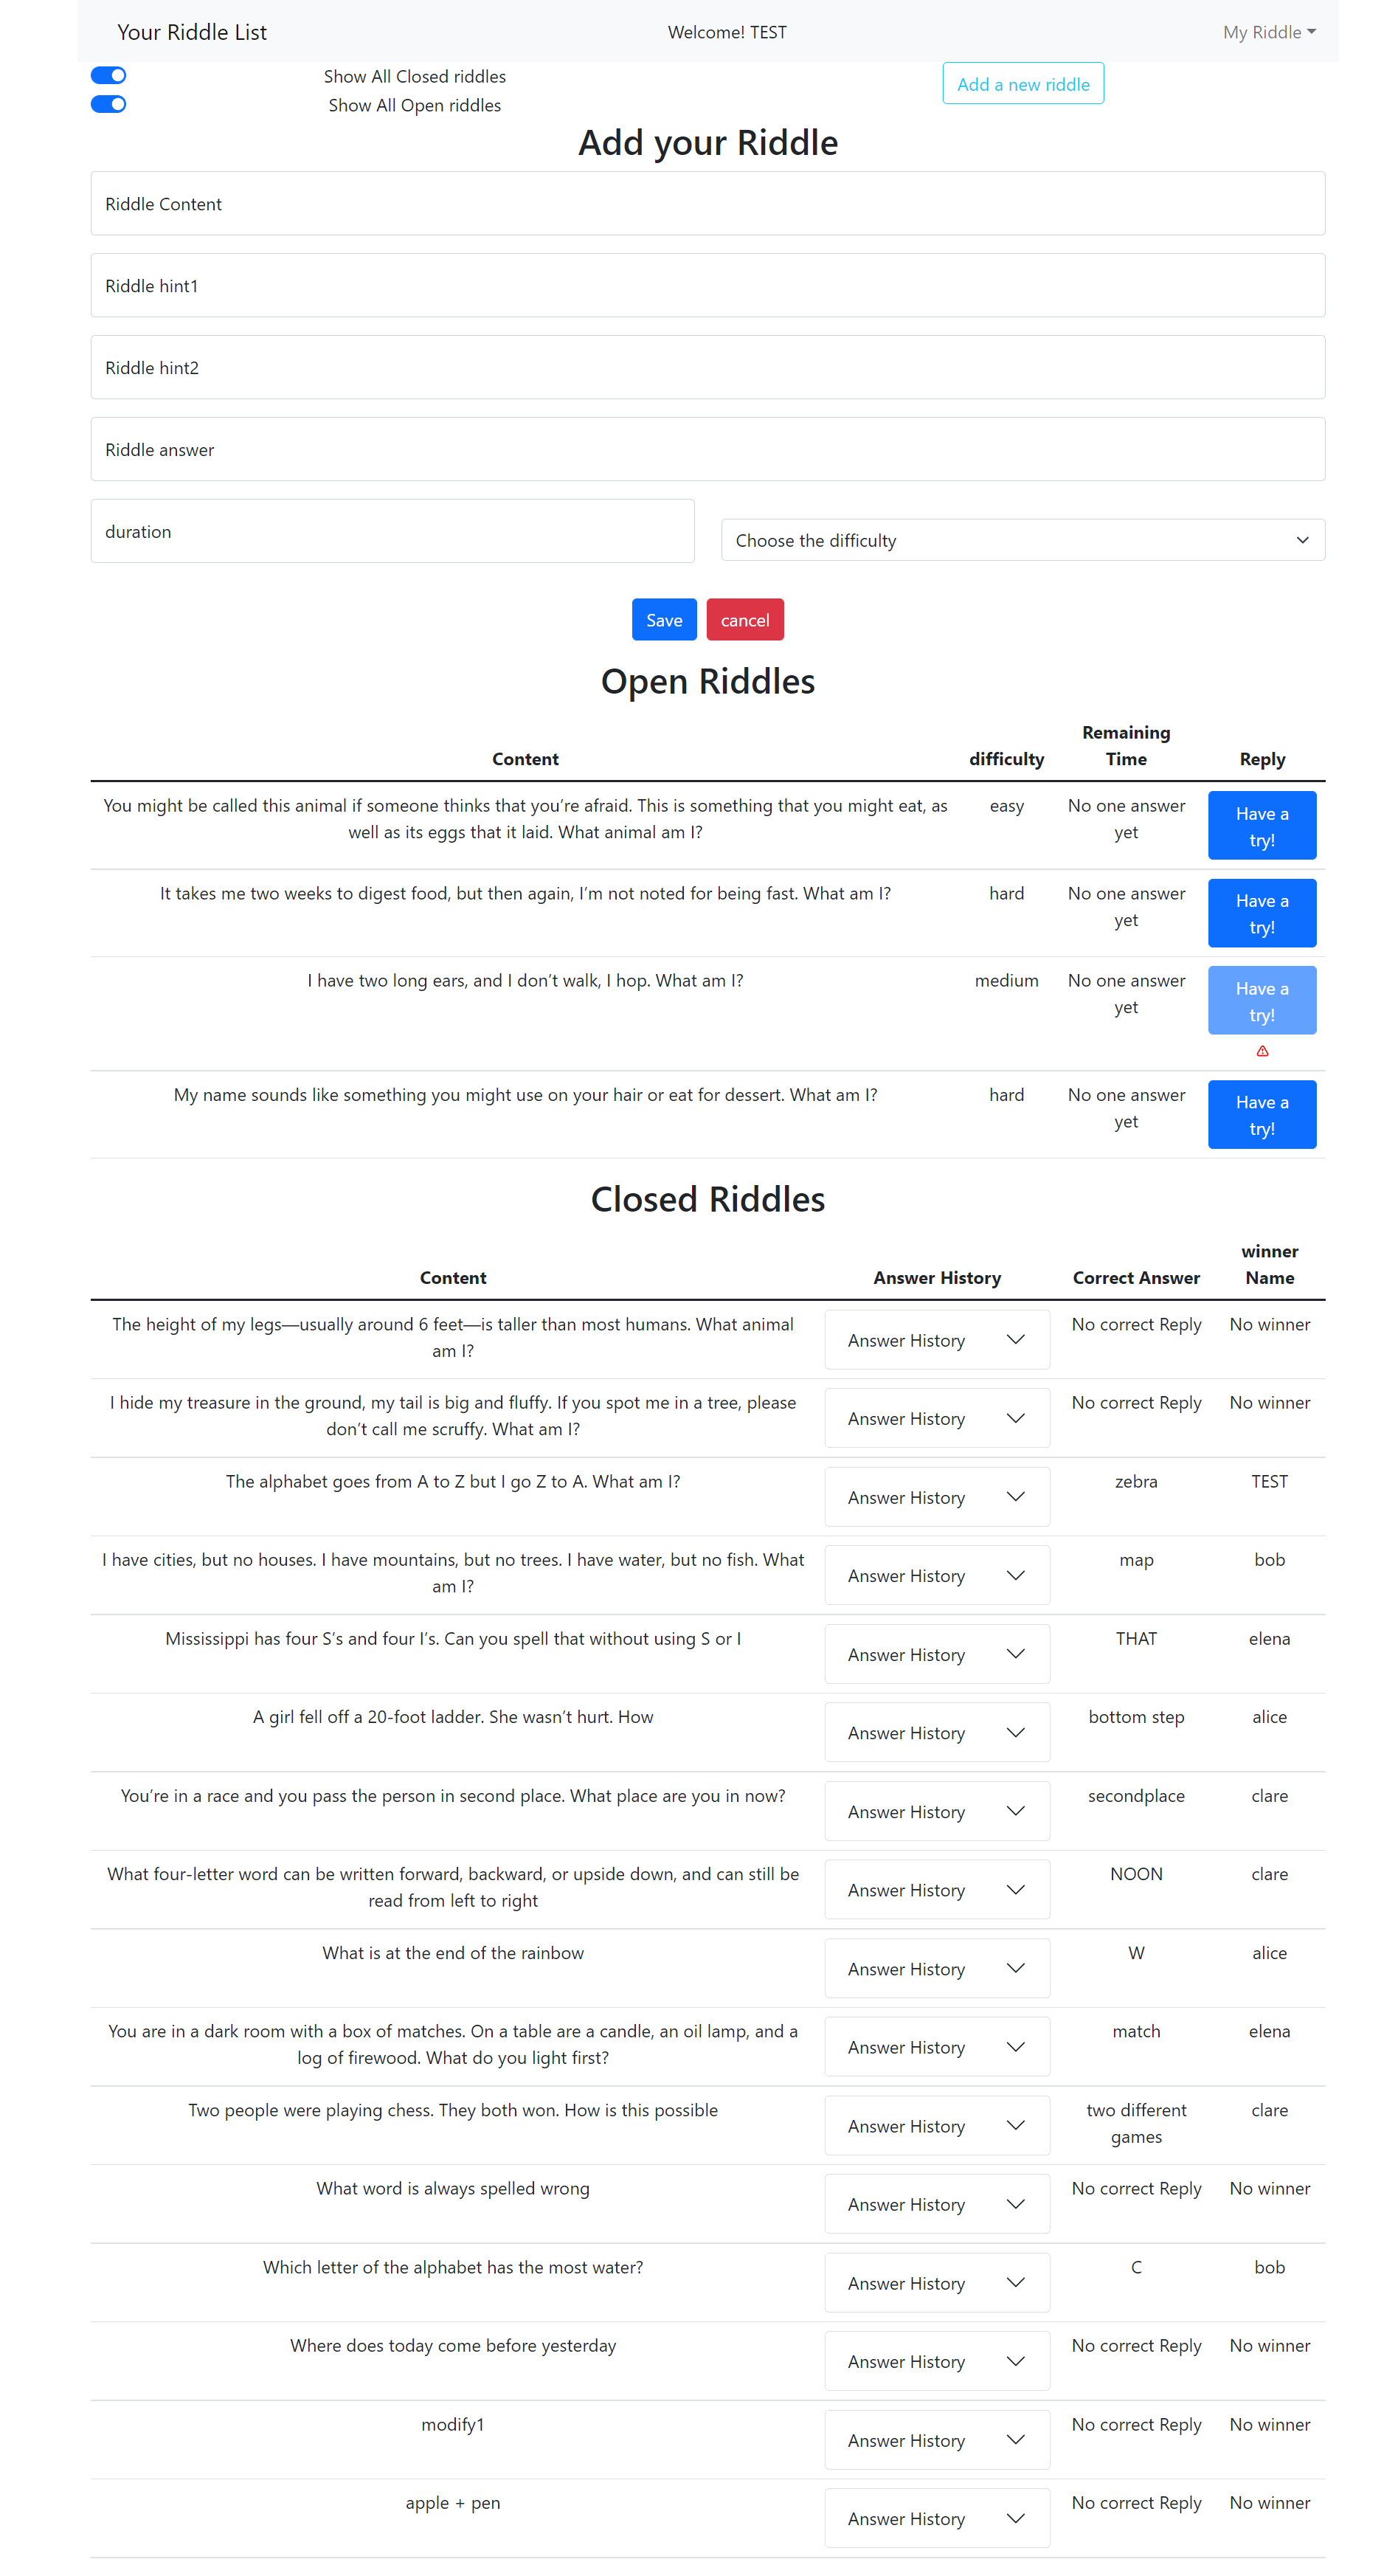 Your Riddle List
Welcome! TEST
My Riddle
Show All Closed riddles
Add a new riddle
Show All Open riddles
Add your Riddle
Riddle Content
Riddle hint1
Riddle hint2
Riddle answer
duration
Choose the difficulty
Save
cancel
Open Riddles
Content
difficulty
Remaining
Time
Reply
You might be called this animal if someone thinks that you’re afraid. This is something that you might eat, as
well as its eggs that it laid. What animal am I?
easy
No one answer
yet
Have a
try!
It takes me two weeks to digest food, but then again, I’m not noted for being fast. What am I?
hard
No one answer
yet
Have a
try!
I have two long ears, and I don’t walk, I hop. What am I?
medium
No one answer
yet
Have a
try!
My name sounds like something you might use on your hair or eat for dessert. What am I?
hard
No one answer
yet
Have a
try!
Closed Riddles
Content
Answer History
Correct Answer
winner
Name
The height of my legs—usually around 6 feet—is taller than most humans. What animal
am I?
Answer History
No correct Reply
No winner
I hide my treasure in the ground, my tail is big and fluffy. If you spot me in a tree, please
don’t call me scruffy. What am I?
Answer History
No correct Reply
No winner
The alphabet goes from A to Z but I go Z to A. What am I?
Answer History
zebra
TEST
I have cities, but no houses. I have mountains, but no trees. I have water, but no fish. What
am I?
Answer History
map
bob
Mississippi has four S’s and four I’s. Can you spell that without using S or I
Answer History
THAT
elena
A girl fell off a 20-foot ladder. She wasn’t hurt. How
Answer History
bottom step
alice
You’re in a race and you pass the person in second place. What place are you in now?
Answer History
secondplace
clare
What four-letter word can be written forward, backward, or upside down, and can still be
read from left to right
Answer History
NOON
clare
What is at the end of the rainbow
Answer History
W
alice
You are in a dark room with a box of matches. On a table are a candle, an oil lamp, and a
log of firewood. What do you light first?
Answer History
match
elena
Two people were playing chess. They both won. How is this possible
Answer History
two different
games
clare
What word is always spelled wrong
Answer History
No correct Reply
No winner
Which letter of the alphabet has the most water?
Answer History
C
bob
Where does today come before yesterday
Answer History
No correct Reply
No winner
modify1
Answer History
No correct Reply
No winner
apple + pen
Answer History
No correct Reply
No winner